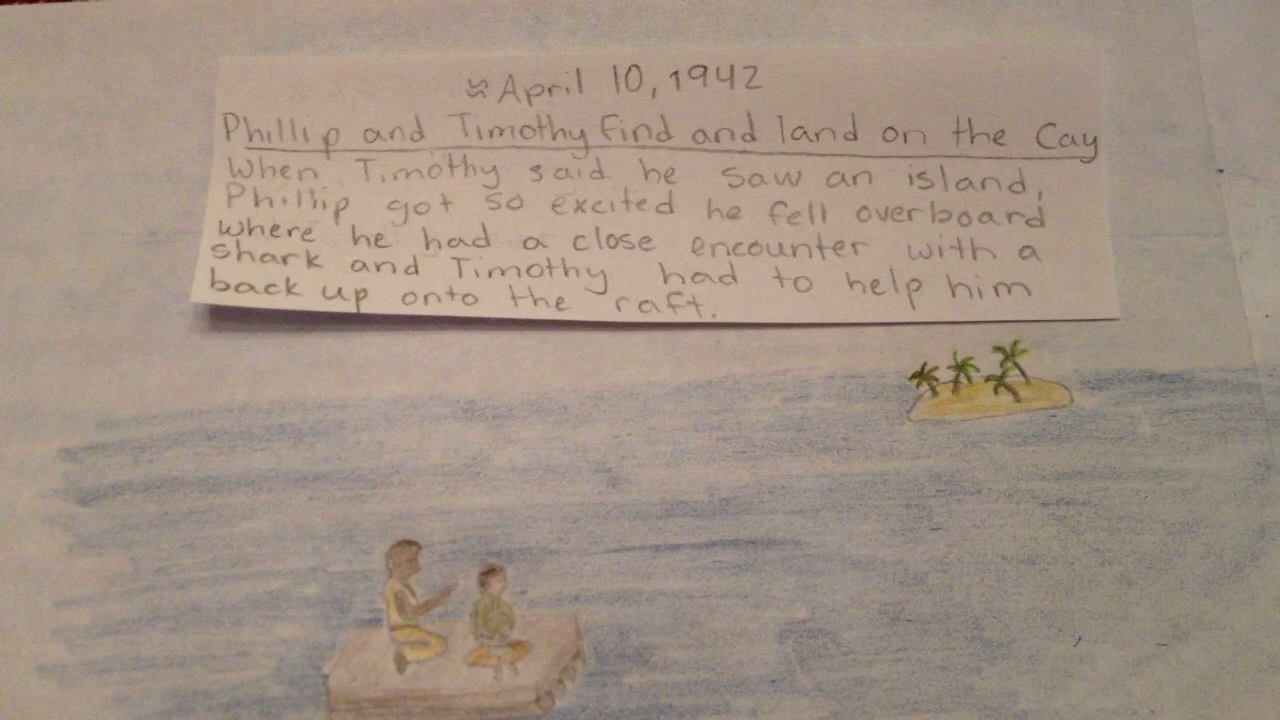 ≈ April 10, 1942
Phillip and Timothy find and land on the Cay
When Timothy said he saw an island,
Phillip got so excited he fell overboard
where he had a close encounter with a
shark and Timothy had to help him
back up onto the raft.